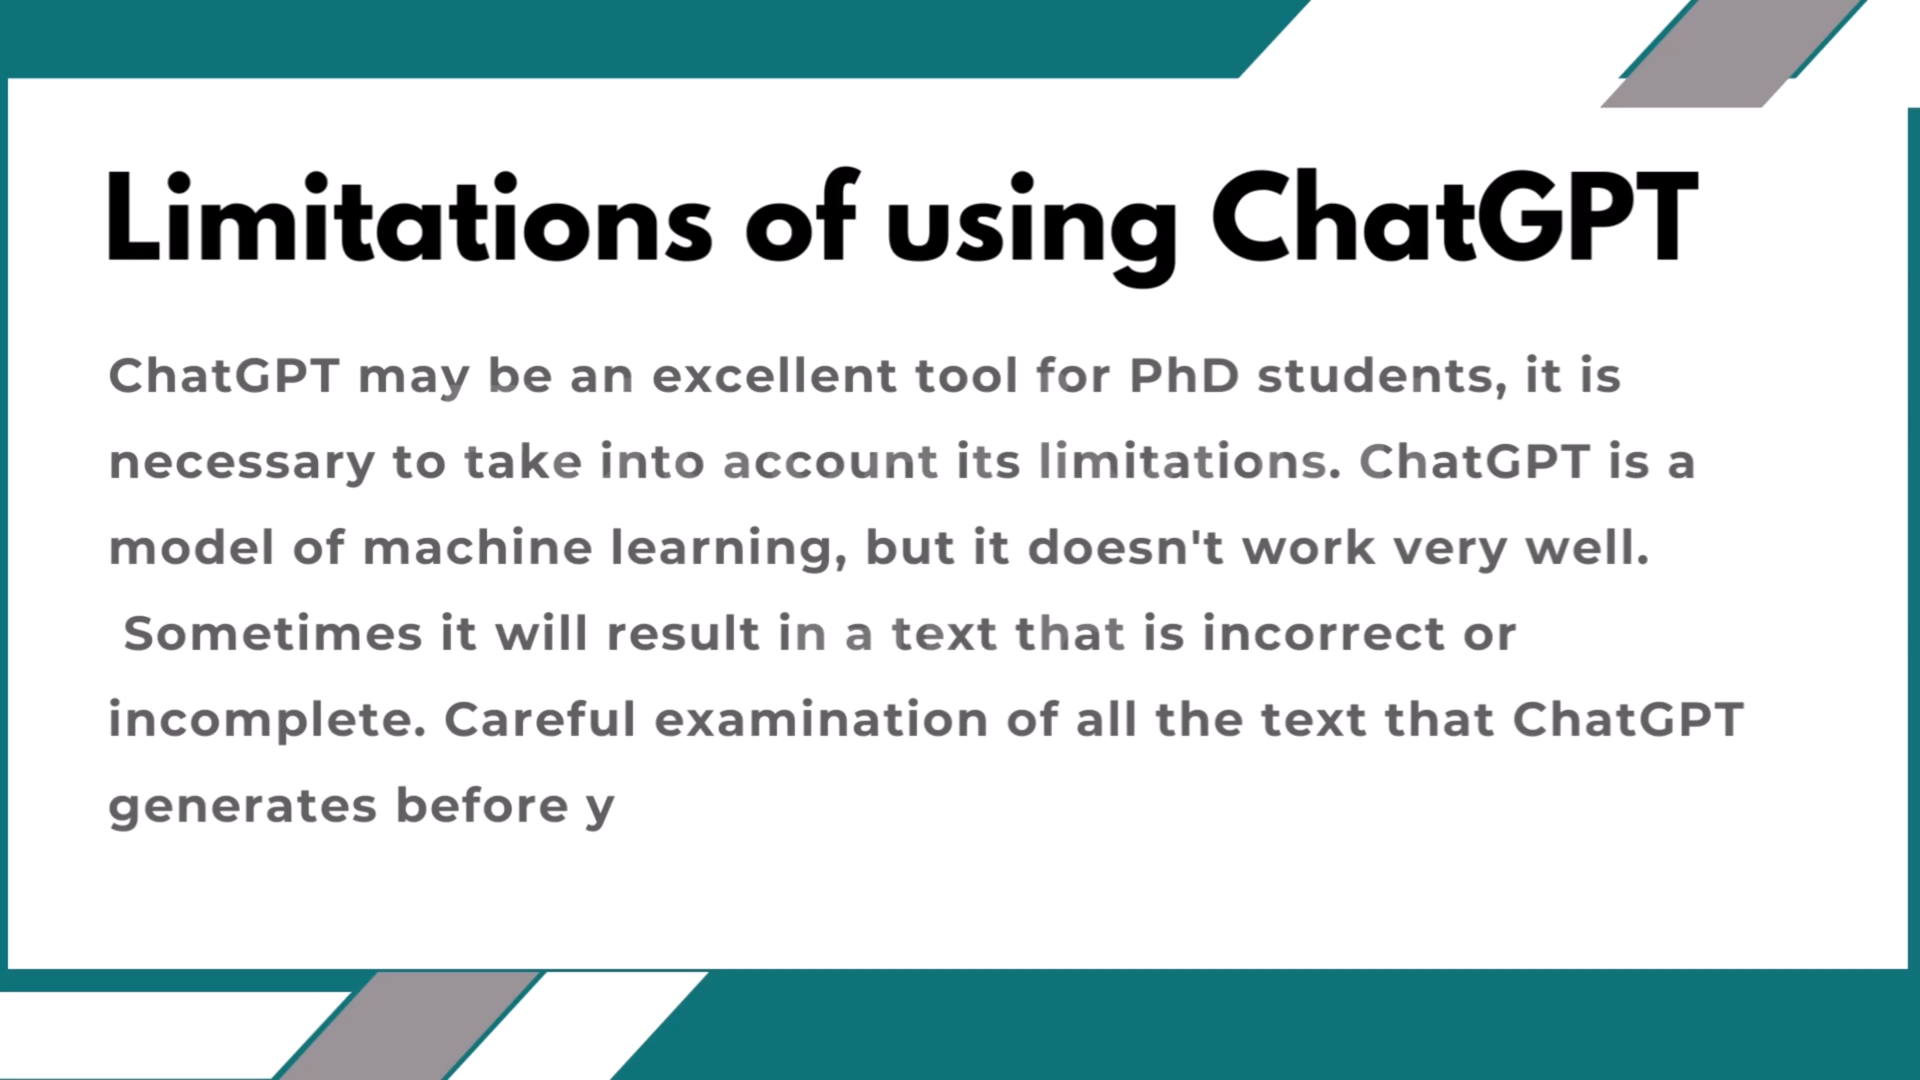 Limitations of using ChatGPT
ChatGPT may be an excellent tool for PhD students, it is
necessary to take into account its limitations. ChatGPT is a
model of machine learning, but it doesn't work very well.
Sometimes it will result in a text that is incorrect or
incomplete. Careful examination of all the text that ChatGPT
generates before y